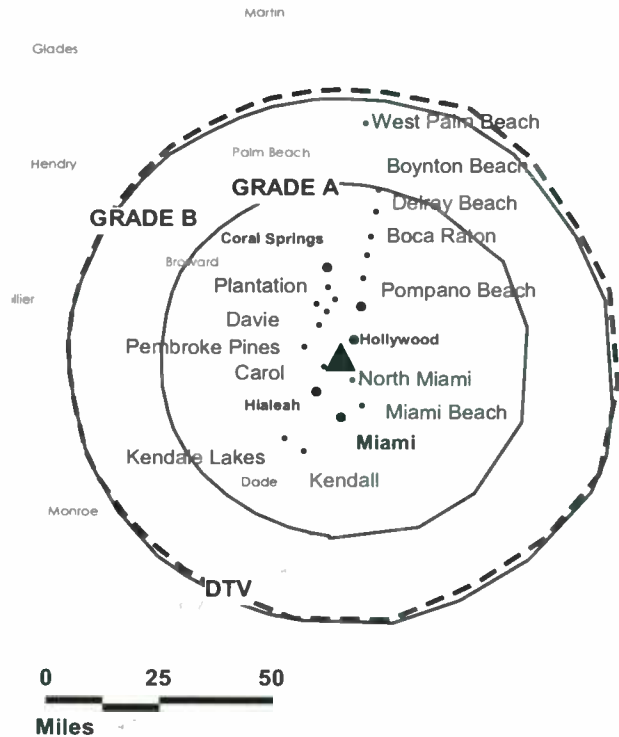 Martin
Glades
West Palm Beach
Palm Beach
Hendry
Boynton Beach
GRADE A
Delray Beach
GRADE B
Coral Springs
Boca Raton
Broward
Plantation
Pompano Beach
llier
Davie
Hollywood
Pembroke Pines
Carol
North Miami
Hialeah
Miami Beach
Miami
Kendale Lakes
Dade
Kendall
Monroe
DTV
0 25 50
Miles